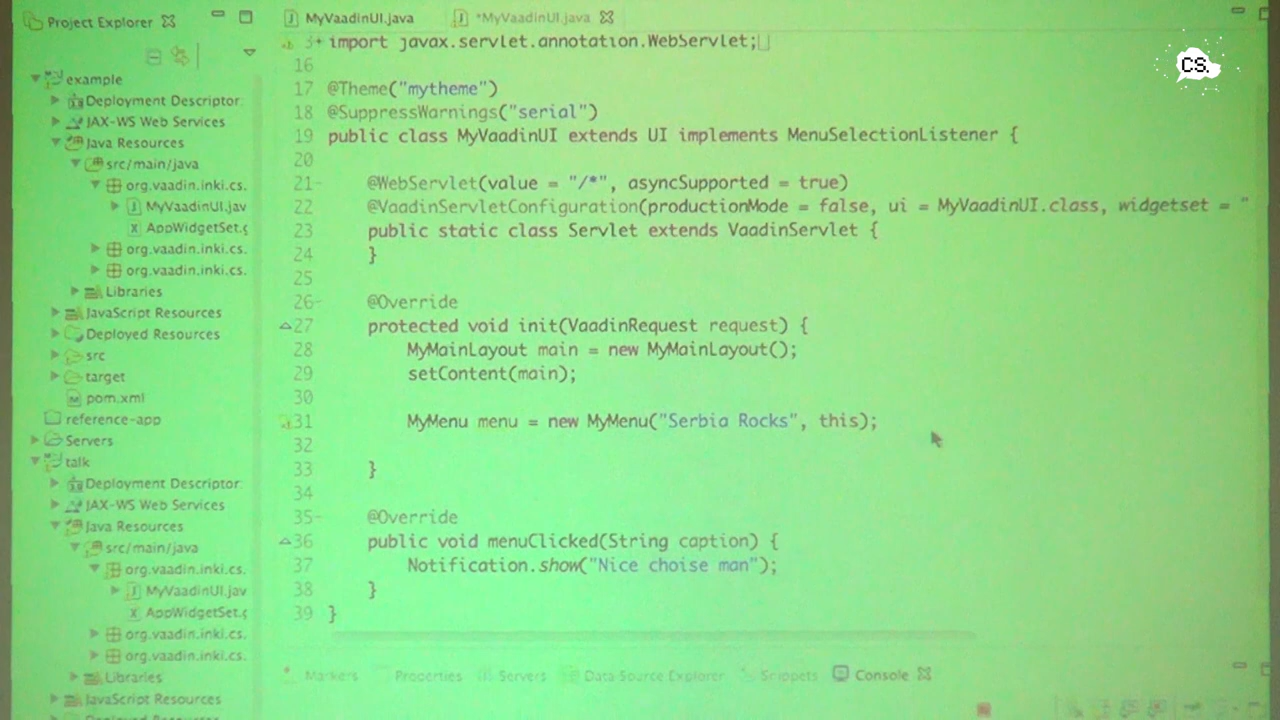 Project Explorer
MyVaadinUI.java
*MyVaadinUI.java
CS.
example
Deployment Descriptor:
JAX-WS Web Services
Java Resources
src/main/java
org.vaadin.inki.cs.
MyVaadinUI.jav
AppWidgetSet.g
org.vaadin.inki.cs.
org.vaadin.inki.cs.
Libraries
JavaScript Resources
Deployed Resources
src
target
pom.xml
reference-app
Servers
talk
Deployment Descriptor:
JAX-WS Web Services
Java Resources
src/main/java
org.vaadin.inki.cs.
MyVaadinUI.jav
AppWidgetSet.g
org.vaadin.inki.cs.
org.vaadin.inki.cs.
Libraries
JavaScript Resources
3+ import javax.servlet.annotation.WebServlet;
16
17 @Theme("mytheme")
18 @SuppressWarnings("serial")
19 public class MyVaadinUI extends UI implements MenuSelectionListener {
20
21- @WebServlet(value = "/*", asyncSupported = true)
22 @VaadinServletConfiguration(productionMode = false, ui = MyVaadinUI.class, widgetset = "
23 public static class Servlet extends VaadinServlet {
24 }
25
26- @Override
27 protected void init(VaadinRequest request) {
28 MyMainLayout main = new MyMainLayout();
29 setContent(main);
30
31 MyMenu menu = new MyMenu("Serbia Rocks", this);
32
33 }
34
35- @Override
36 public void menuClicked(String caption) {
37 Notification.show("Nice choise man");
38 }
39 }
Markers Properties Servers Data Source Explorer Snippets Console